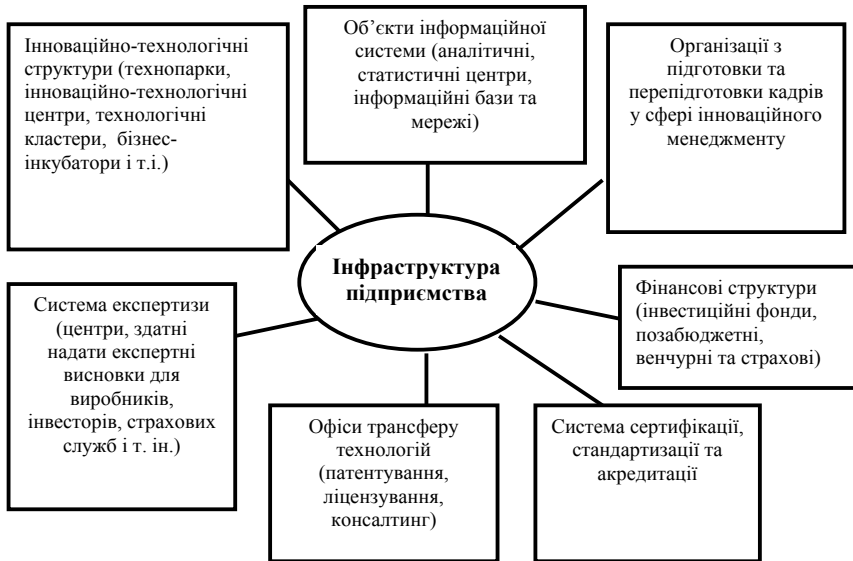 Інноваційно-технологічні
структури (технопарки,
інноваційно-технологічні
центри, технологічні
кластери, бізнес-
інкубатори і т.і.)
Об’єкти інформаційної
системи (аналітичні,
статистичні центри,
інформаційні бази та
мережі)
Організації з
підготовки та
перепідготовки кадрів
у сфері інноваційного
менеджменту
Інфраструктура
підприємства
Система експертизи
(центри, здатні
надати експертні
висновки для
виробників,
інвесторів, страхових
служб і т. ін.)
Фінансові структури
(інвестиційні фонди,
позабюджетні,
венчурні та страхові)
Офіси трансферу
технологій
(патентування,
ліцензування,
консалтинг)
Система сертифікації,
стандартизації та
акредитації